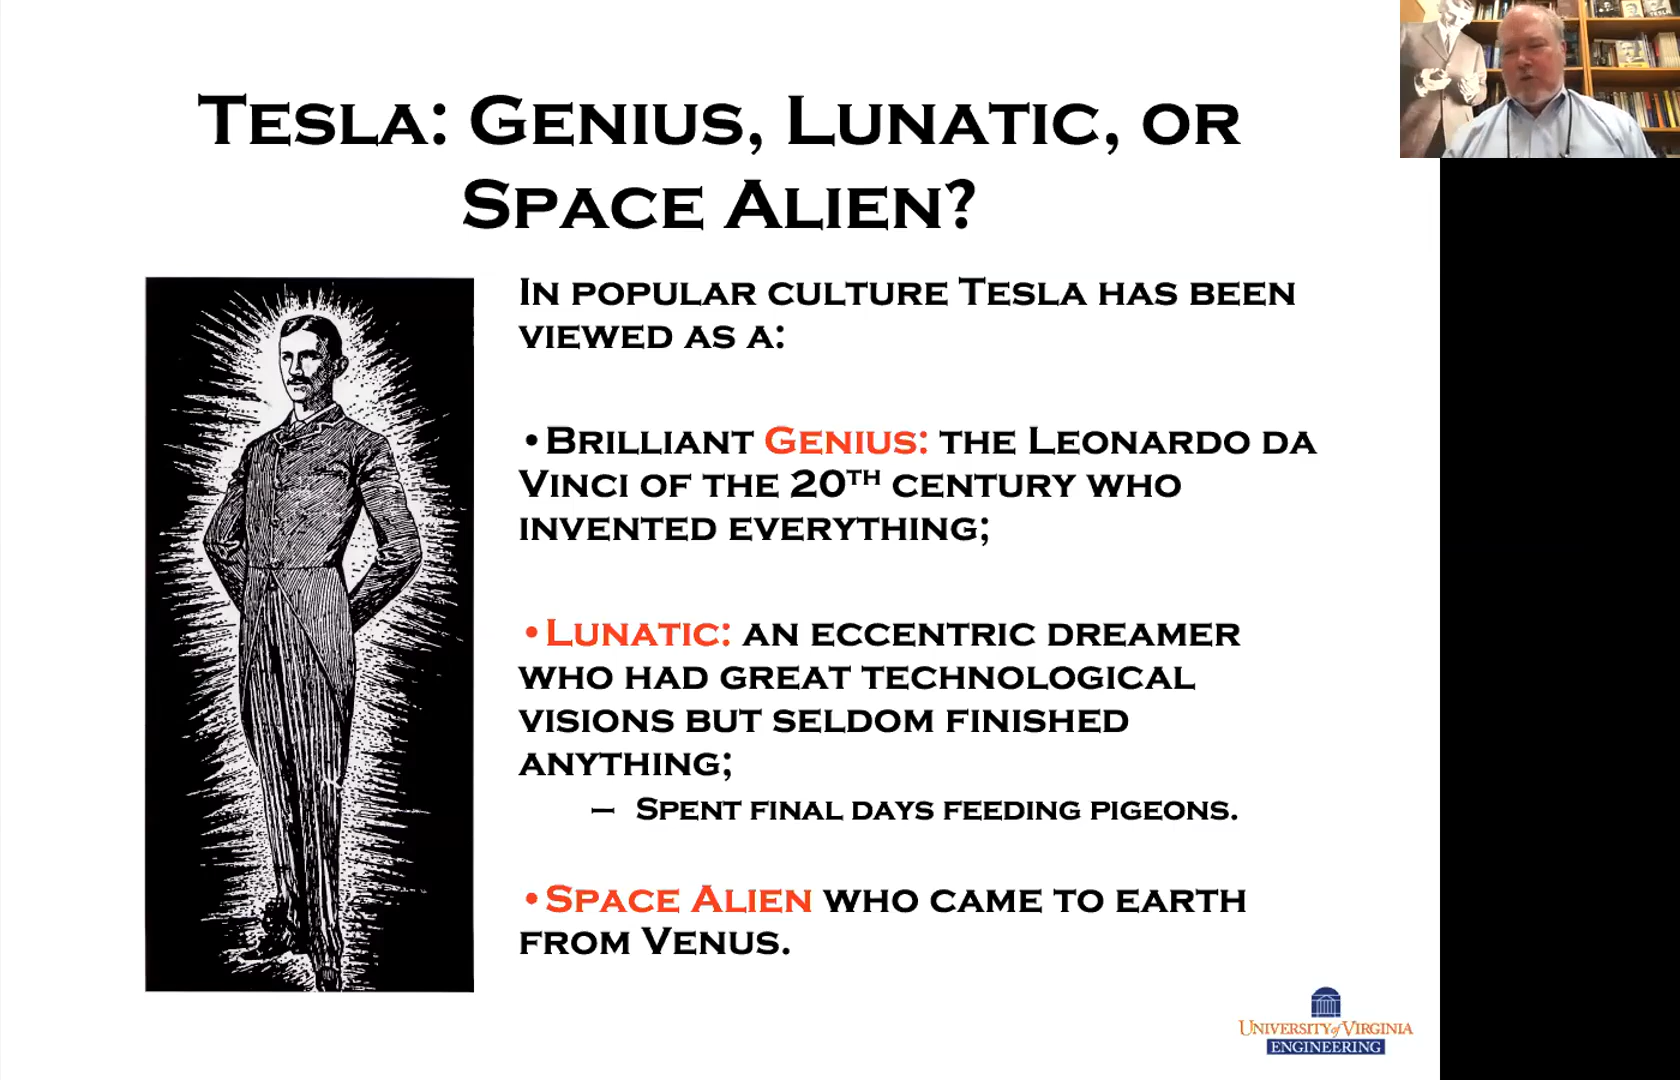 Tesla: Genius, Lunatic, or
Space Alien?
In popular culture Tesla has been
viewed as a:
•Brilliant Genius: the Leonardo da
Vinci of the 20th century who
invented everything;
•Lunatic: an eccentric dreamer
who had great technological
visions but seldom finished
anything;
– Spent final days feeding pigeons.
•Space Alien who came to earth
from Venus.
University of Virginia
ENGINEERING